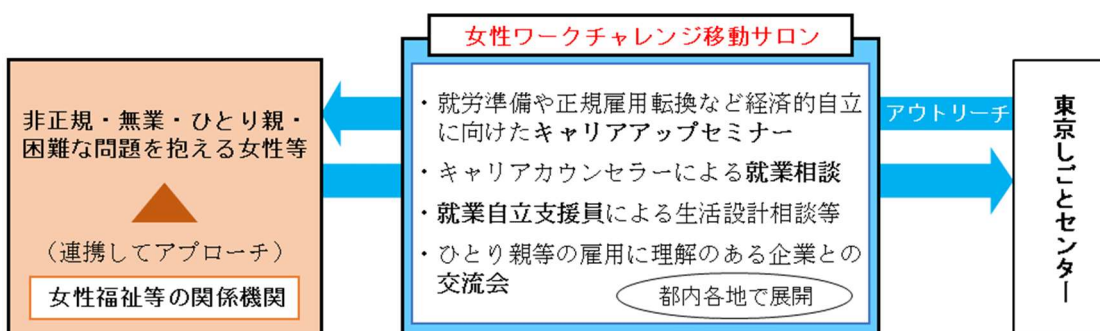 女性ワークチャレンジ移動サロン
非正規・無業・ひとり親・
困難な問題を抱える女性等
（連携してアプローチ）
女性福祉等の関係機関
・就労準備や正規雇用転換など経済的自立
に向けたキャリアアップセミナー
・キャリアカウンセラーによる就業相談
・就業自立支援員による生活設計相談等
・ひとり親等の雇用に理解のある企業との
交流会
都内各地で展開
アウトリーチ
東京しごとセンター